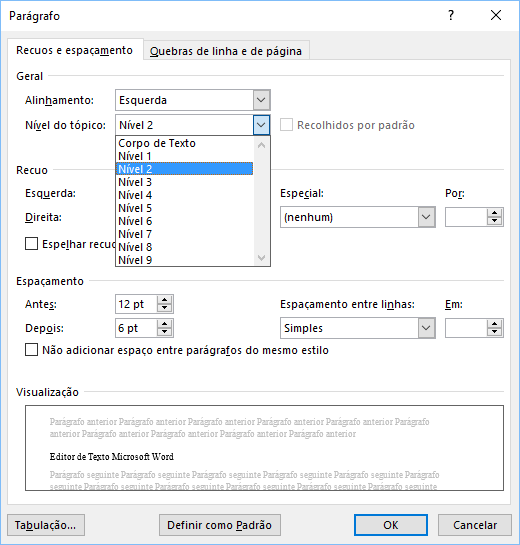 Parágrafo
Recuos e espaçamento
Quebras de linha e de página
Geral
Alinhamento: Esquerda
Nível do tópico: Nível 2 Recolhidos por padrão
Corpo de Texto
Nível 1
Nível 2
Nível 3
Nível 4
Nível 5
Nível 6
Nível 7
Nível 8
Nível 9
Recuo
Esquerda: Especial: Por:
Direita: (nenhum)
Espelhar recuo
Espaçamento
Antes: 12 pt Espaçamento entre linhas: Em:
Depois: 6 pt Simples
Não adicionar espaço entre parágrafos do mesmo estilo
Visualização
Parágrafo anterior Parágrafo anterior Parágrafo anterior Parágrafo anterior Parágrafo anterior Parágrafo
anterior Parágrafo anterior Parágrafo anterior Parágrafo anterior Parágrafo anterior
Editor de Texto Microsoft Word
Parágrafo seguinte Parágrafo seguinte Parágrafo seguinte Parágrafo seguinte Parágrafo seguinte Parágrafo
seguinte Parágrafo seguinte Parágrafo seguinte Parágrafo seguinte Parágrafo seguinte Parágrafo seguinte
Tabulação... Definir como Padrão OK Cancelar